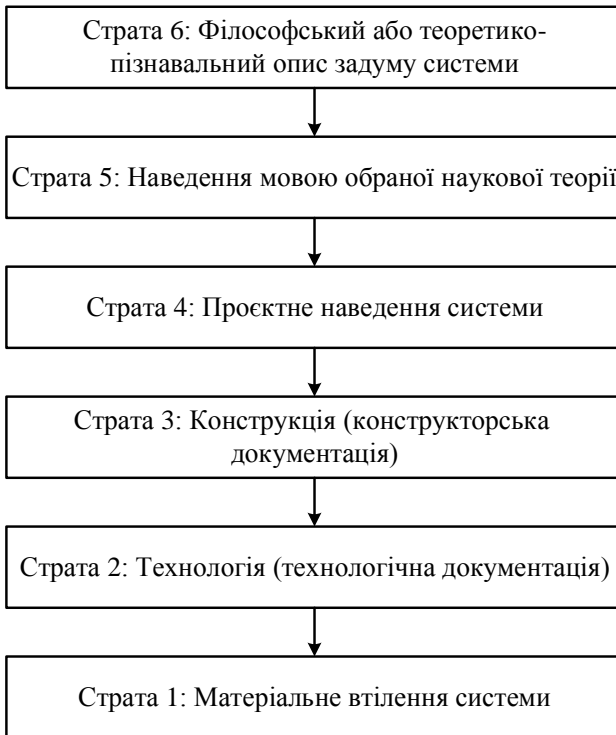 Страта 6: Філософський або теоретико-
пізнавальний опис задуму системи
Страта 5: Наведення мовою обраної наукової теорії
Страта 4: Проєктне наведення системи
Страта 3: Конструкція (конструкторська
документація)
Страта 2: Технологія (технологічна документація)
Страта 1: Матеріальне втілення системи